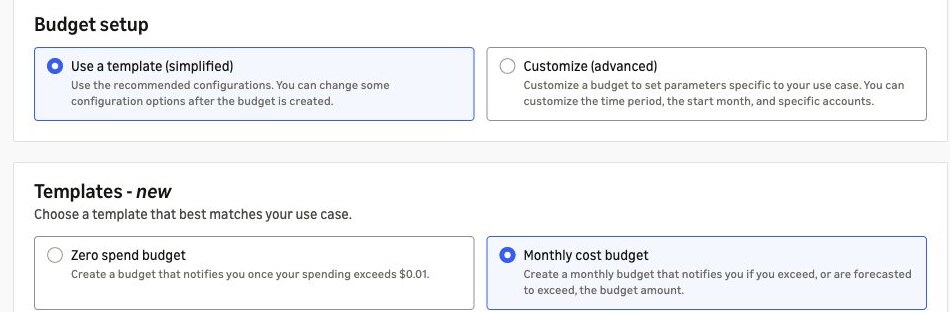 Budget setup
Use a template (simplified)
Use the recommended configurations. You can change some
configuration options after the budget is created.
Customize (advanced)
Customize a budget to set parameters specific to your use case. You can
customize the time period, the start month, and specific accounts.
Templates - new
Choose a template that best matches your use case.
Zero spend budget
Create a budget that notifies you once your spending exceeds $0.01.
Monthly cost budget
Create a monthly budget that notifies you if you exceed, or are forecasted
to exceed, the budget amount.